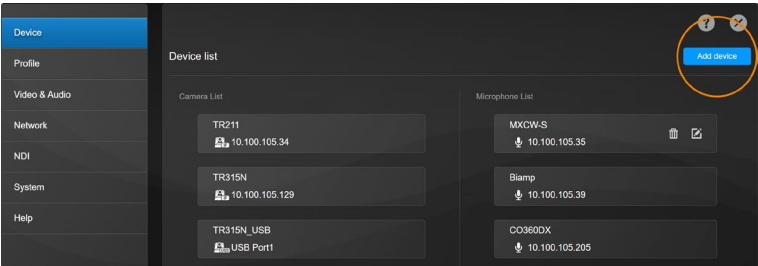 Device
Profile
Video & Audio
Network
NDI
System
Help
Device list
Add device
Camera List
TR211
10.100.105.34
TR315N
10.100.105.129
TR315N_USB
USB Port1
Microphone List
MXCW-S
10.100.105.35
Biamp
10.100.105.39
CO360DX
10.100.105.205